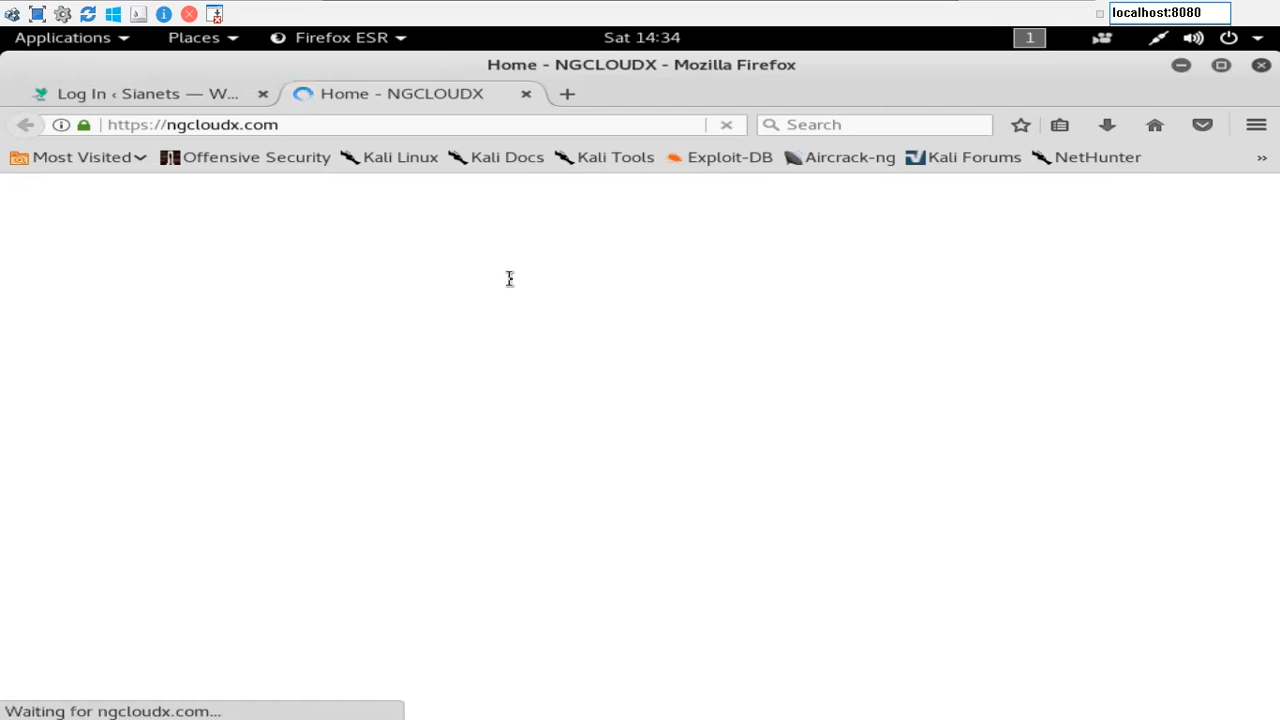 localhost:8080
Applications Places Firefox ESR Sat 14:34 1
Home - NGCLOUDX - Mozilla Firefox
Log In ‹ Sianets — W... Home - NGCLOUDX
https://ngcloudx.com Search
Most Visited Offensive Security Kali Linux Kali Docs Kali Tools Exploit-DB Aircrack-ng Kali Forums NetHunter »
Waiting for ngcloudx.com...